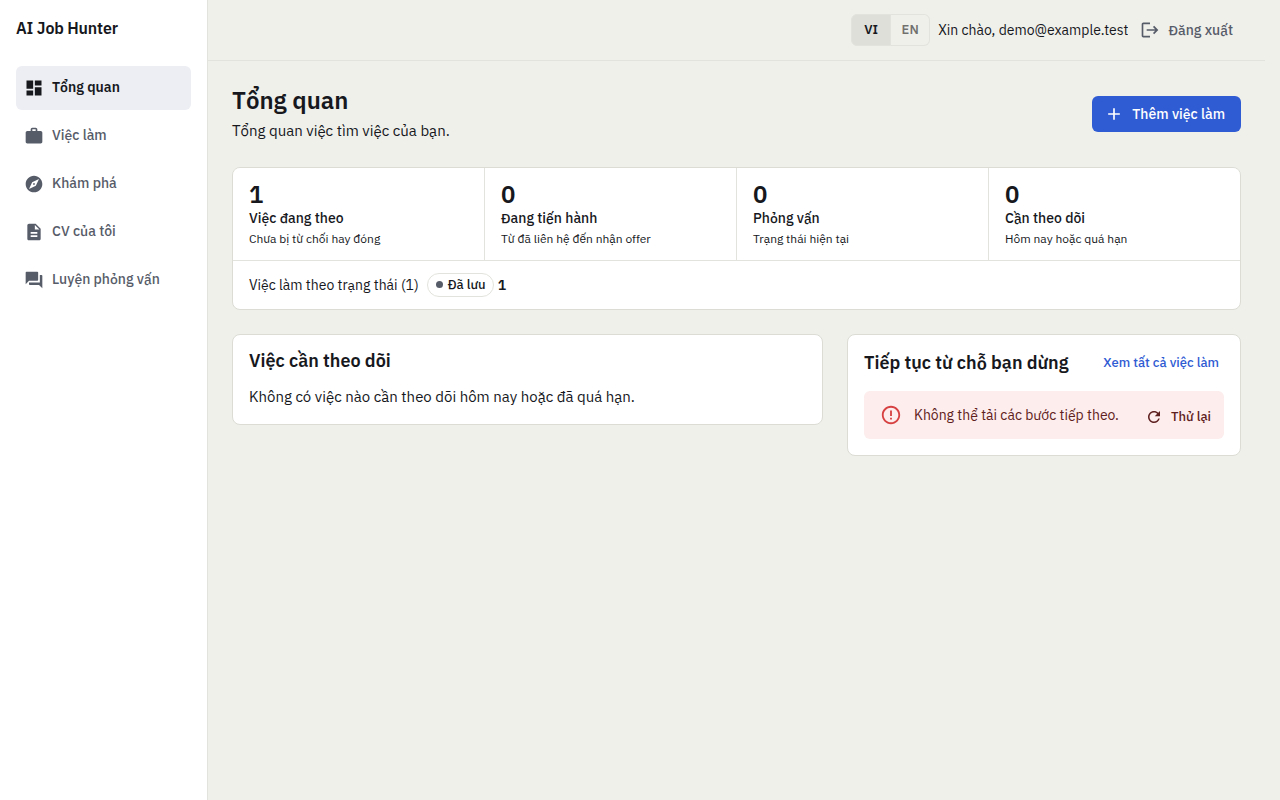 AI Job Hunter
Tổng quan
Việc làm
Khám phá
CV của tôi
Luyện phỏng vấn
VI EN Xin chào, demo@example.test Đăng xuất
Tổng quan
Tổng quan việc tìm việc của bạn.
Thêm việc làm
1
Việc đang theo
Chưa bị từ chối hay đóng
0
Đang tiến hành
Từ đã liên hệ đến nhận offer
0
Phỏng vấn
Trạng thái hiện tại
0
Cần theo dõi
Hôm nay hoặc quá hạn
Việc làm theo trạng thái (1) Đã lưu 1
Việc cần theo dõi
Không có việc nào cần theo dõi hôm nay hoặc đã quá hạn.
Tiếp tục từ chỗ bạn dừng Xem tất cả việc làm
Không thể tải các bước tiếp theo. Thử lại